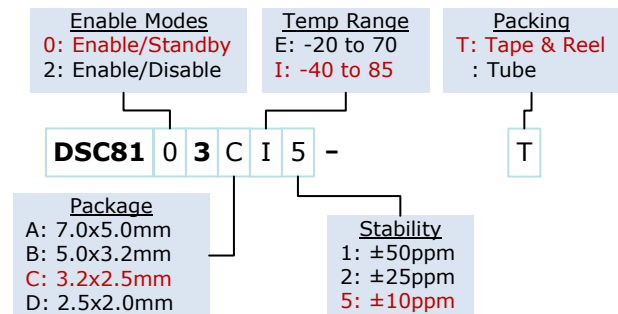 Enable Modes
0: Enable/Standby
2: Enable/Disable
Temp Range
E: -20 to 70
I: -40 to 85
Packing
T: Tape & Reel
: Tube
DSC81 0 3 C I 5 – T
Package
A: 7.0x5.0mm
B: 5.0x3.2mm
C: 3.2x2.5mm
D: 2.5x2.0mm
Stability
1: ±50ppm
2: ±25ppm
5: ±10ppm